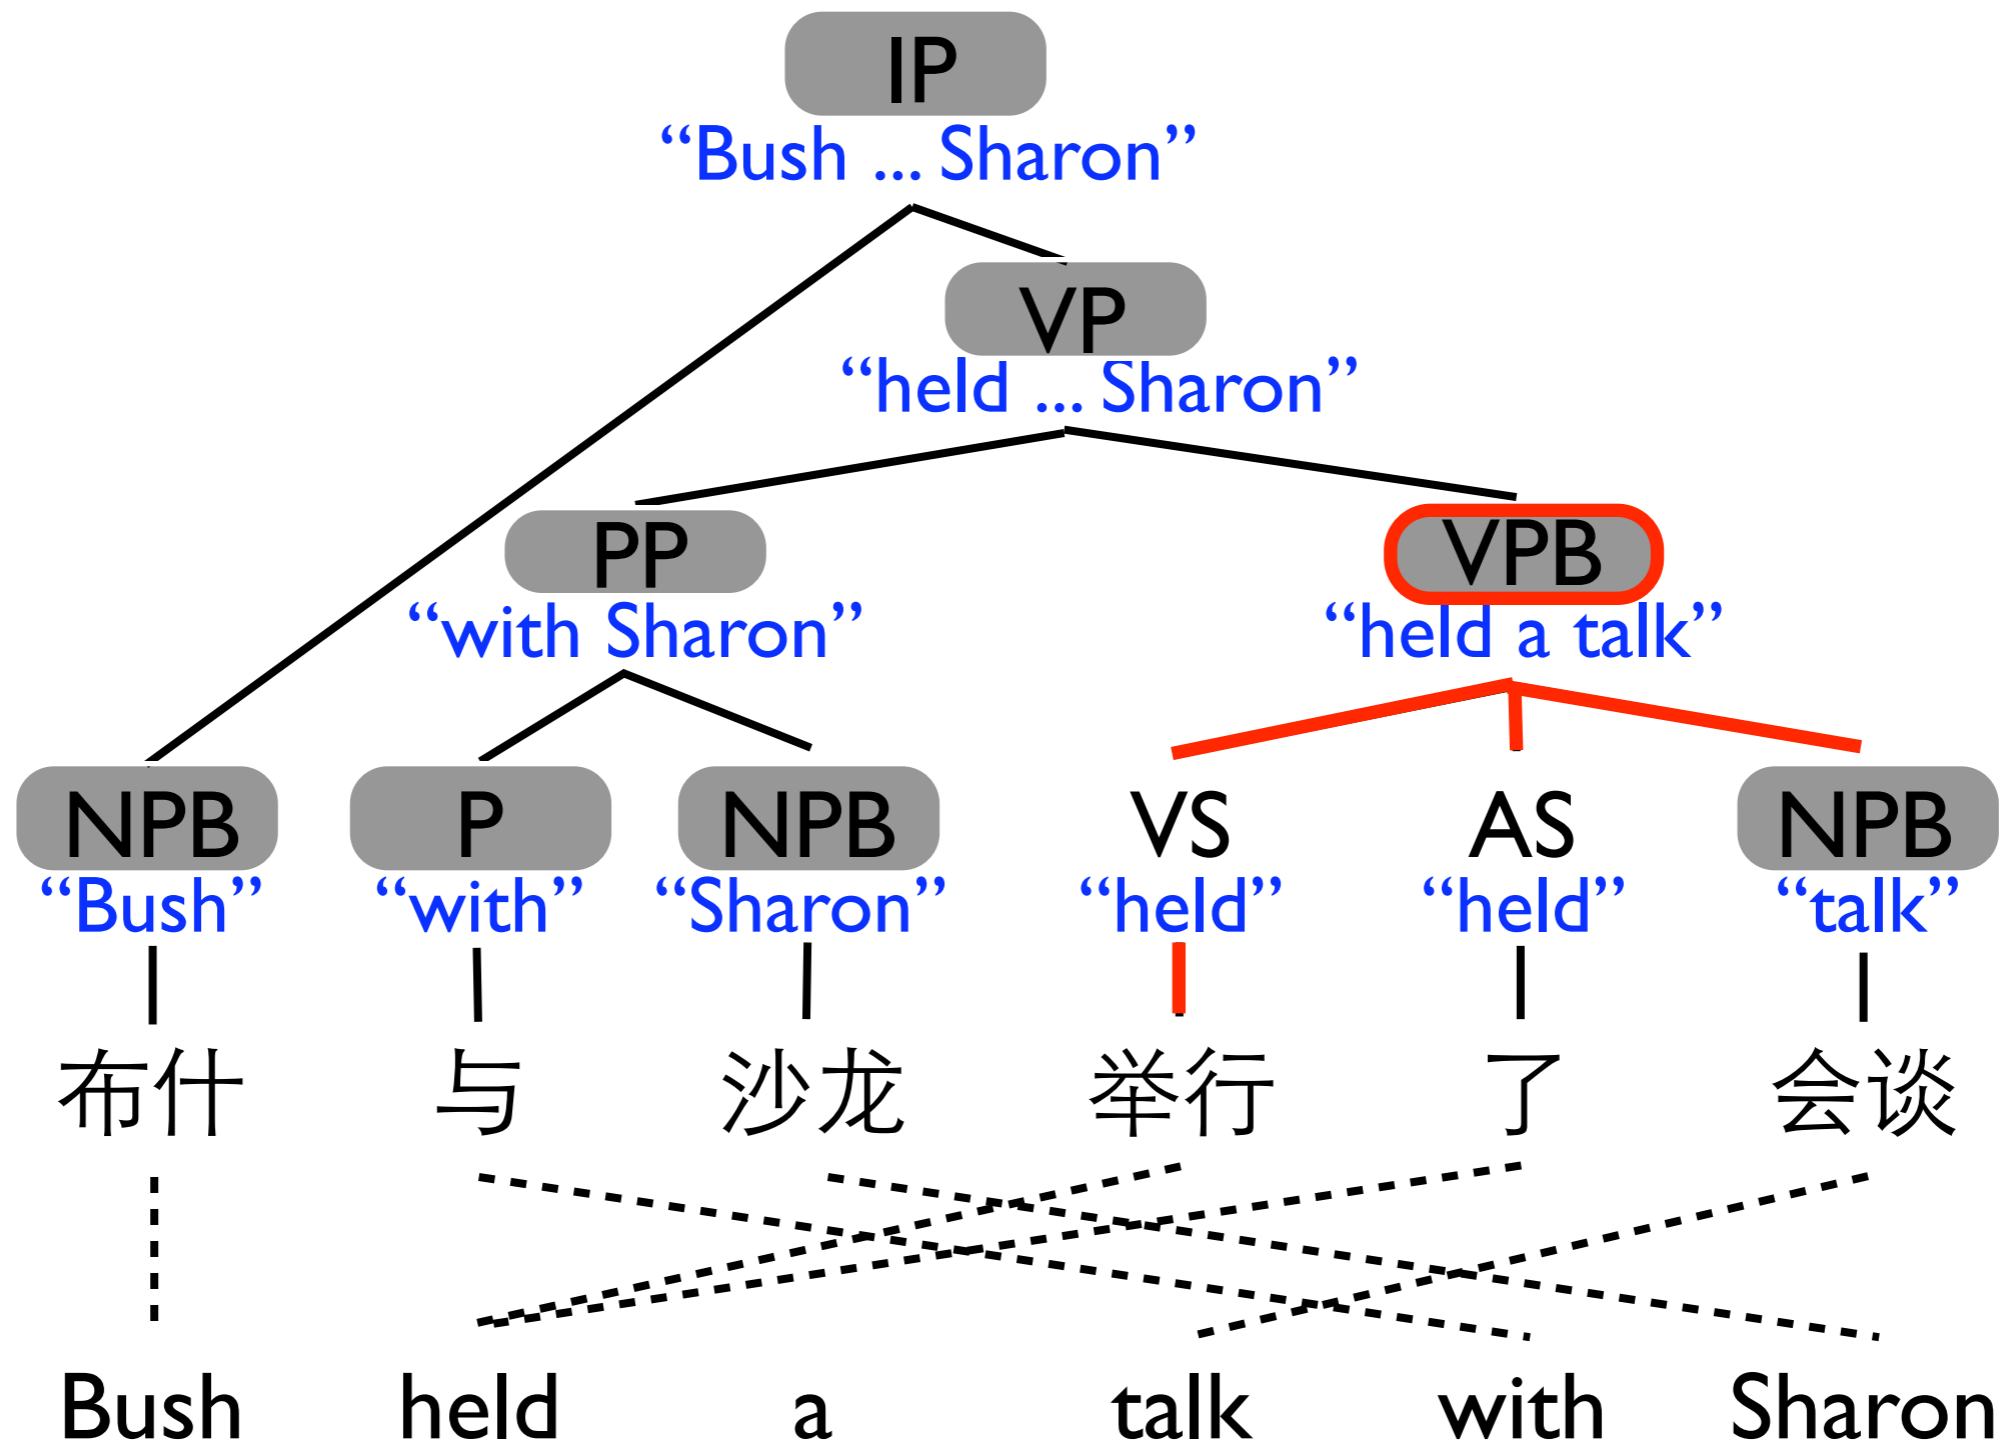 IP
“Bush ... Sharon”
VP
“held ... Sharon”
PP VPB
“with Sharon” “held a talk”
NPB P NPB VS AS NPB
“Bush” “with” “Sharon” “held” “held” “talk”
布什 与 沙龙 举行 了 会谈
Bush held a talk with Sharon